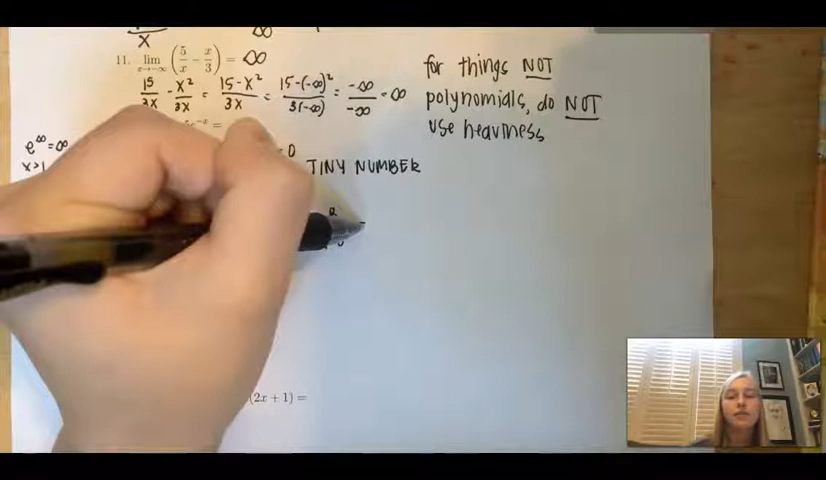 X
∞
11. lim x→-∞ (5/x - x/3) = ∞
15/3X - X²/3X = 15-X²/3X = 15-(-∞)²/3(-∞) = -∞/-∞ = ∞
for things NOT
polynomials, do NOT
use heaviness
e^∞ = ∞
x>1
= 0
TINY NUMBER
(2x + 1) =